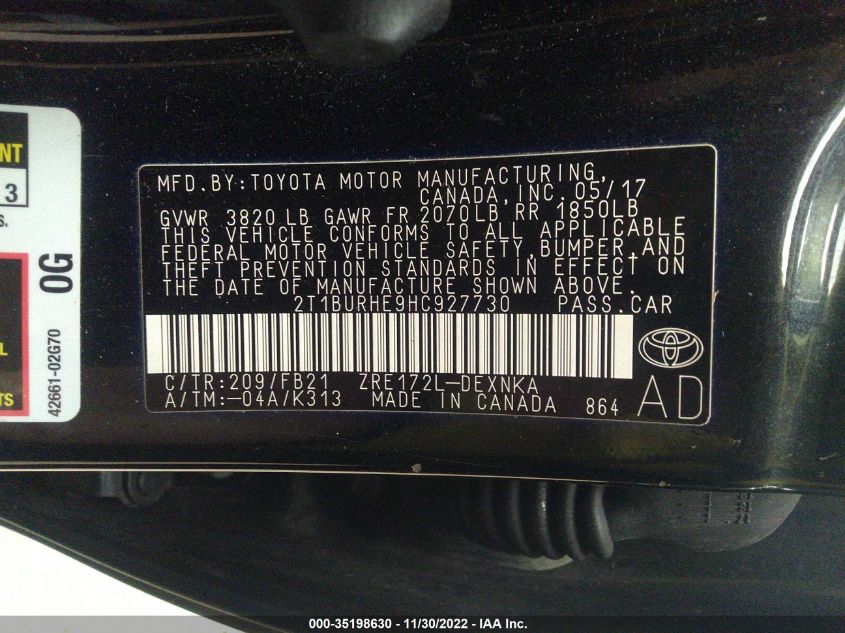 NT
3
S.
L
TS
0G
42661-02G70
MFD.BY:TOYOTA MOTOR MANUFACTURING,
CANADA,INC.05/17
GVWR 3820 LB GAWR FR 2070LB RR 1850LB
THIS VEHICLE CONFORMS TO ALL APPLICABLE
FEDERAL MOTOR VEHICLE SAFETY,BUMPER,AND
THEFT PREVENTION STANDARDS IN EFFECT ON
THE DATE OF MANUFACTURE SHOWN ABOVE.
2T1BURHE9HC927730 PASS.CAR
C/TR:209/FB21 ZRE172L-DEXNKA
A/TM:-04A/K313 MADE IN CANADA 864
AD
000-35198630 - 11/30/2022 - IAA Inc.